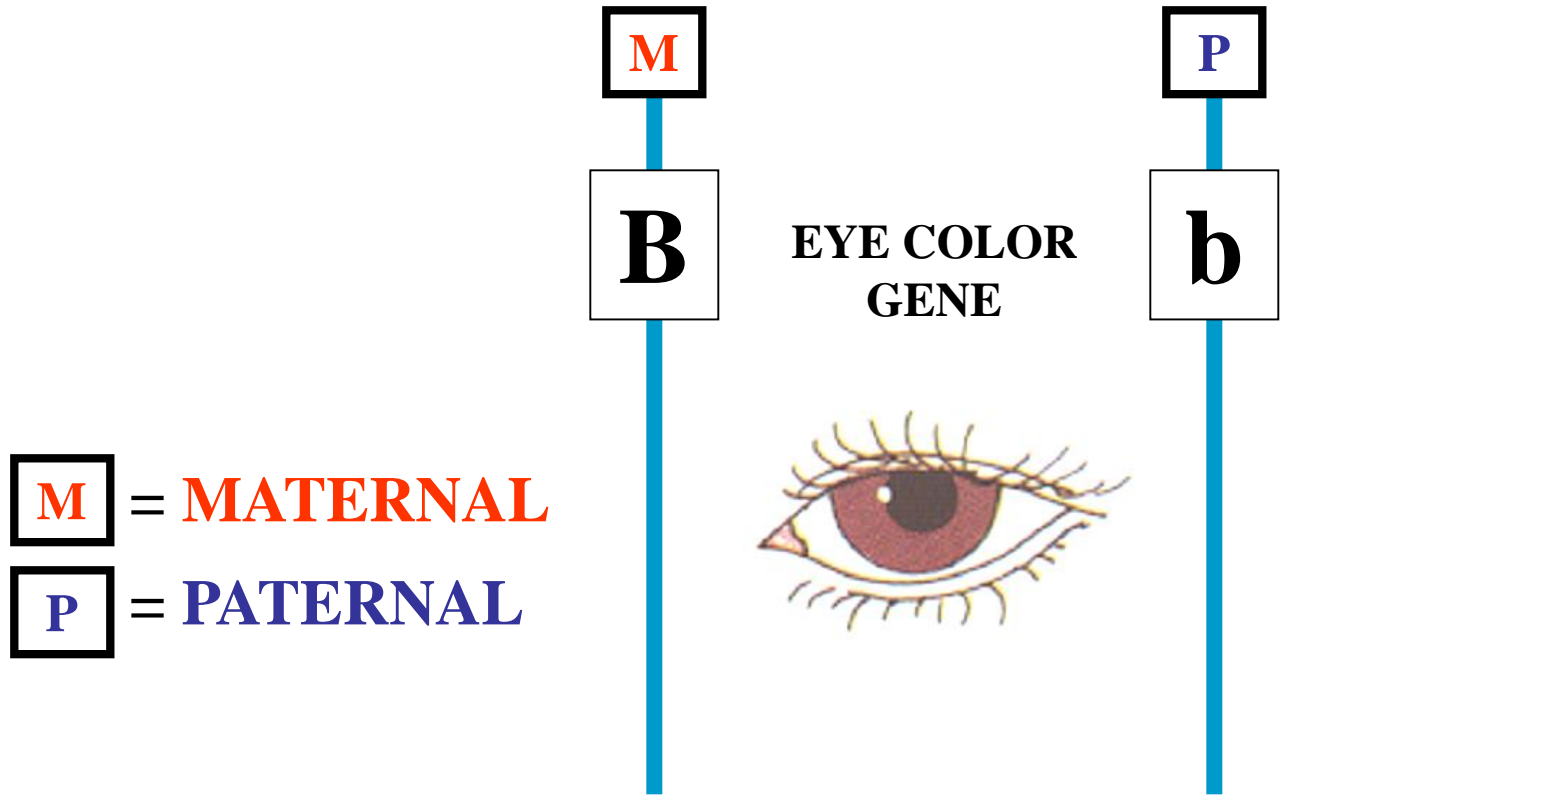 M
P
B
b
EYE COLOR
GENE
M = MATERNAL
P = PATERNAL